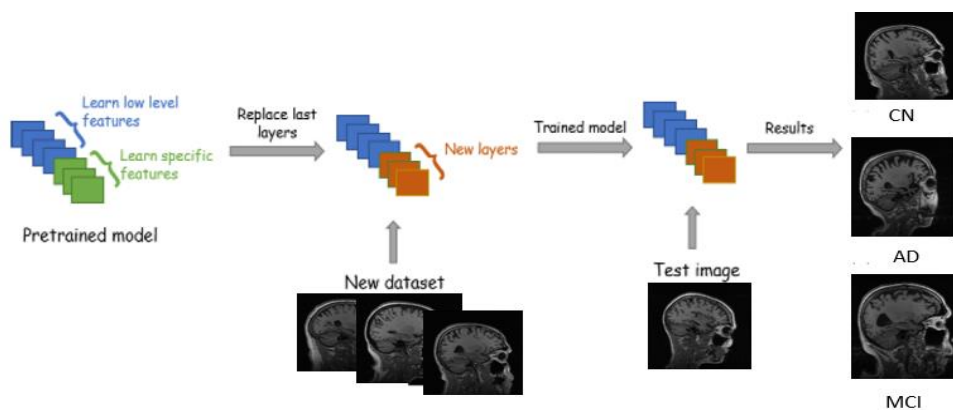 Learn low level
features
Learn specific
features
Pretrained model
Replace last
layers
New layers
New dataset
Trained model
Test image
Results
CN
AD
MCI